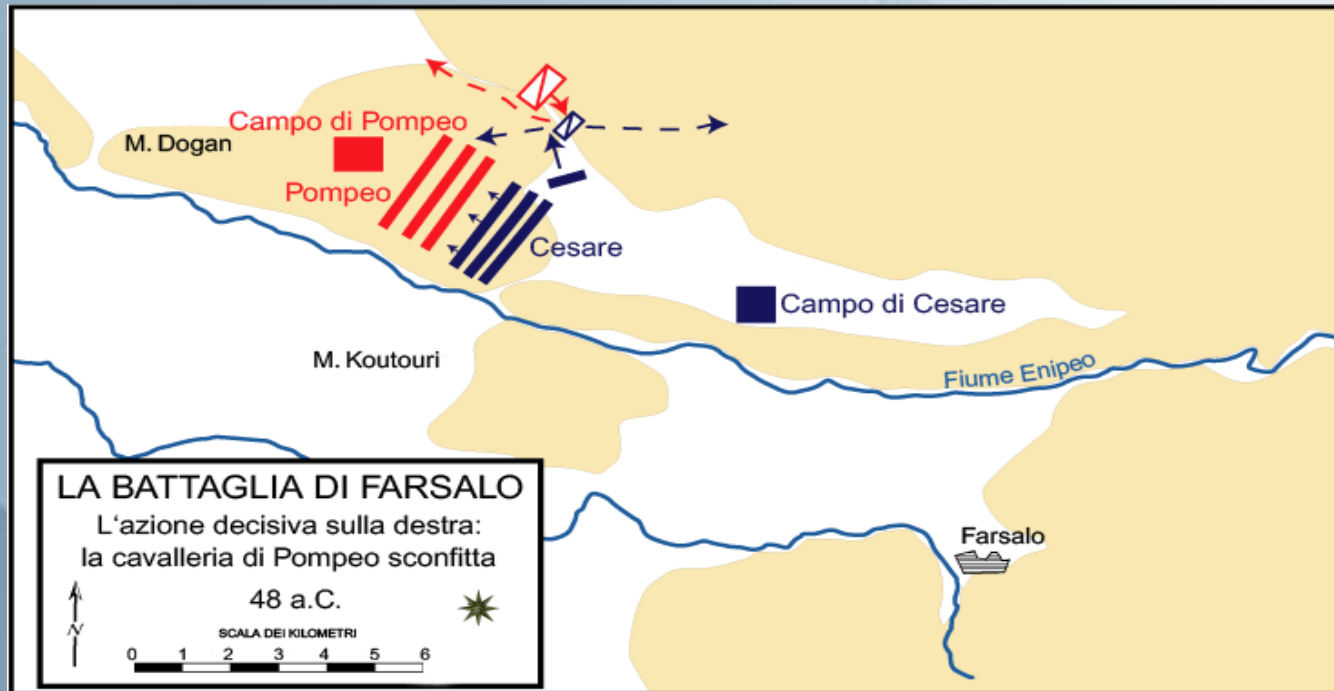 Campo di Pompeo
M. Dogan
Pompeo
Cesare
Campo di Cesare
M. Koutouri
Fiume Enipeo
LA BATTAGLIA DI FARSALO
L'azione decisiva sulla destra:
la cavalleria di Pompeo sconfitta
48 a.C.
N
SCALA DEI KILOMETRI
0 1 2 3 4 5 6
Farsalo